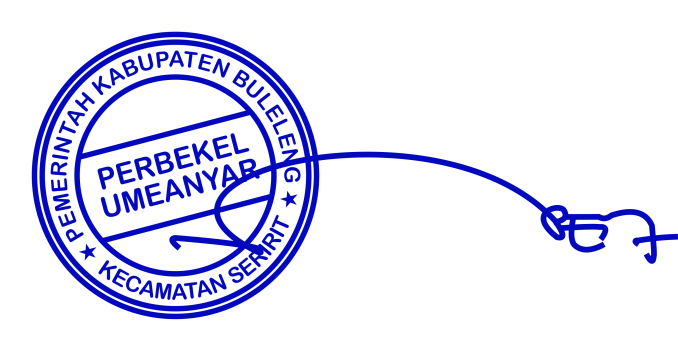 PEMERINTAH KABUPATEN BULELENG
PERBEKEL
UMEANYAR
★ KECAMATAN SERIRIT ★